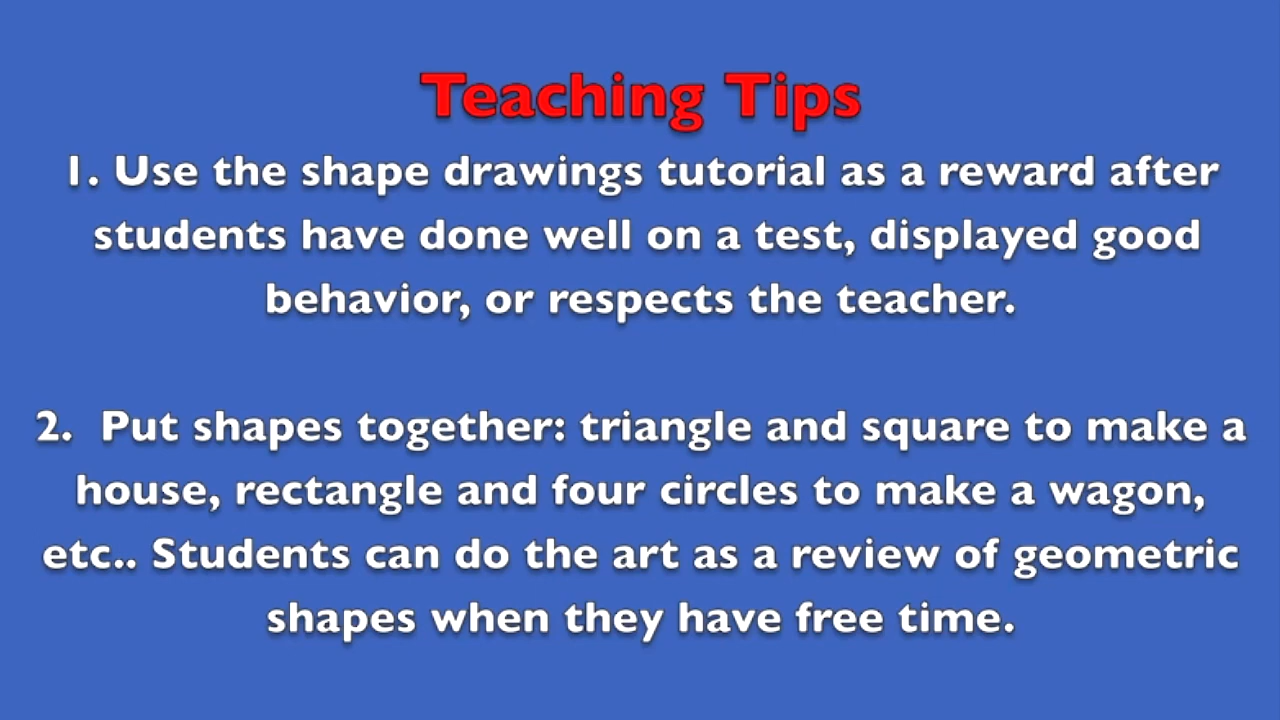 Teaching Tips
1. Use the shape drawings tutorial as a reward after
students have done well on a test, displayed good
behavior, or respects the teacher.
2. Put shapes together: triangle and square to make a
house, rectangle and four circles to make a wagon,
etc.. Students can do the art as a review of geometric
shapes when they have free time.